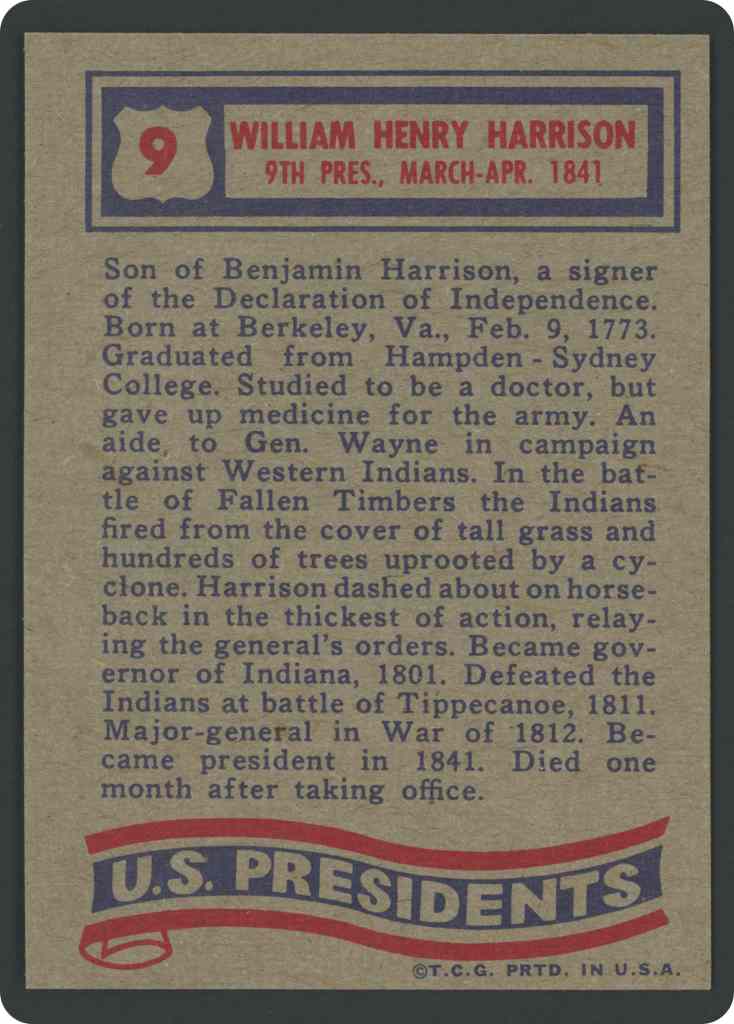 9
WILLIAM HENRY HARRISON
9TH PRES., MARCH-APR. 1841
Son of Benjamin Harrison, a signer
of the Declaration of Independence.
Born at Berkeley, Va., Feb. 9, 1773.
Graduated from Hampden - Sydney
College. Studied to be a doctor, but
gave up medicine for the army. An
aide, to Gen. Wayne in campaign
against Western Indians. In the bat-
tle of Fallen Timbers the Indians
fired from the cover of tall grass and
hundreds of trees uprooted by a cy-
clone. Harrison dashed about on horse-
back in the thickest of action, relay-
ing the general's orders. Became gov-
ernor of Indiana, 1801. Defeated the
Indians at battle of Tippecanoe, 1811.
Major-general in War of 1812. Be-
came president in 1841. Died one
month after taking office.
U.S. PRESIDENTS
©T.C.G. PRTD. IN U.S.A.